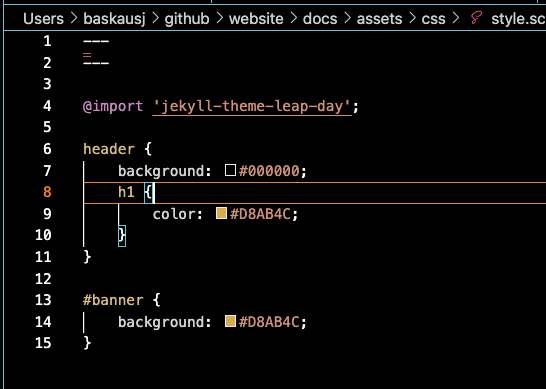 Users > baskausj > github > website > docs > assets > css > style.sc
1 ---
2 ---
3
4 @import 'jekyll-theme-leap-day';
5
6 header {
7 background: #000000;
8 h1 {
9 color: #D8AB4C;
10 }
11 }
12
13 #banner {
14 background: #D8AB4C;
15 }